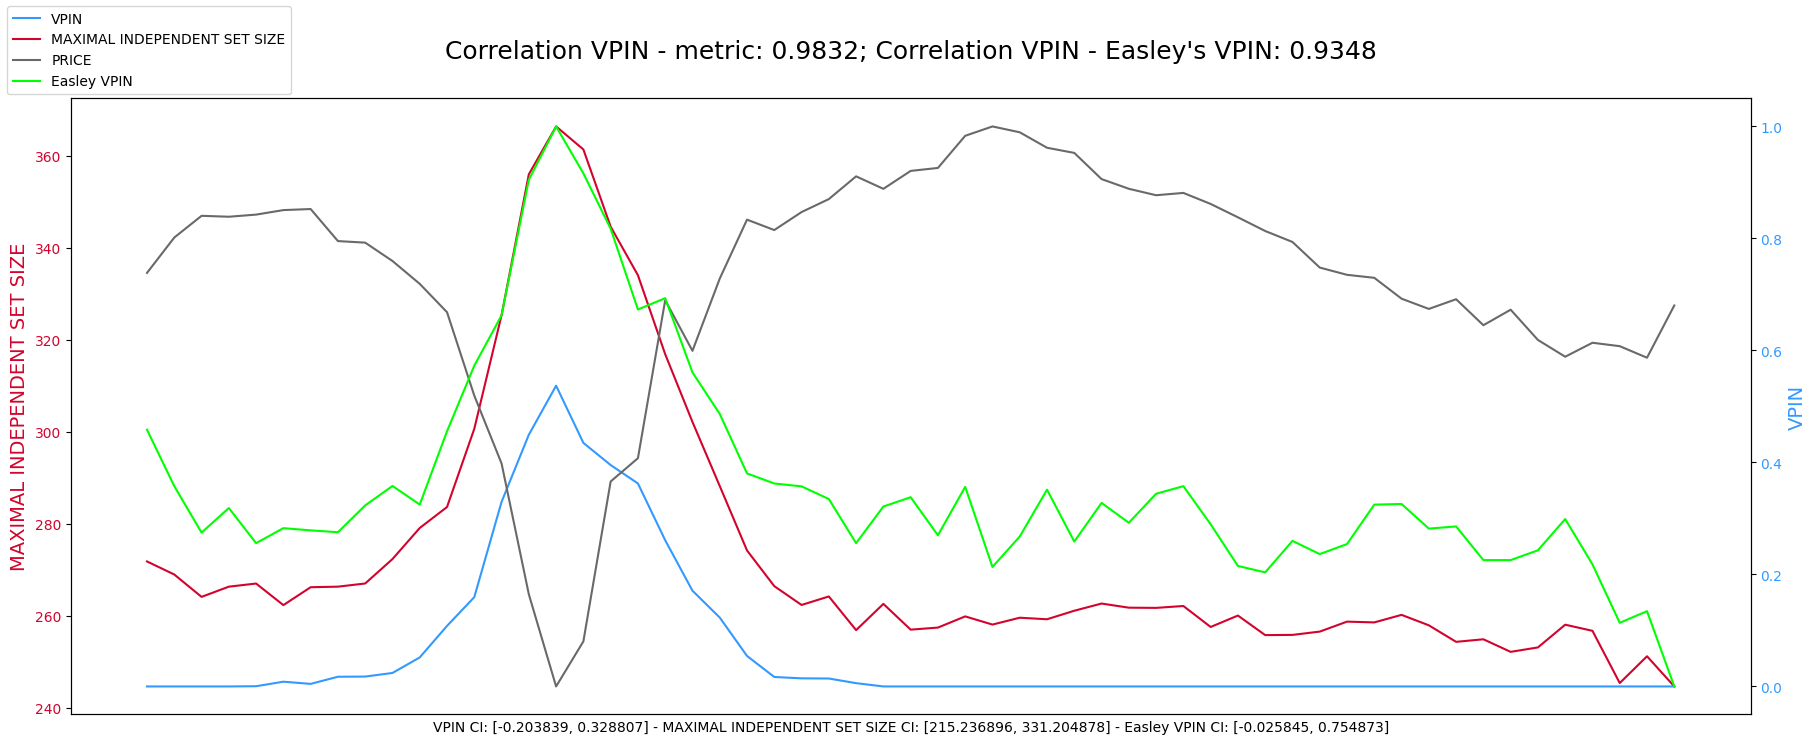 VPIN
MAXIMAL INDEPENDENT SET SIZE
PRICE
Easley VPIN
Correlation VPIN - metric: 0.9832; Correlation VPIN - Easley's VPIN: 0.9348
MAXIMAL INDEPENDENT SET SIZE
360
340
320
300
280
260
240
1.0
0.8
0.6
0.4
0.2
0.0
VPIN
VPIN CI: [-0.203839, 0.328807] - MAXIMAL INDEPENDENT SET SIZE CI: [215.236896, 331.204878] - Easley VPIN CI: [-0.025845, 0.754873]